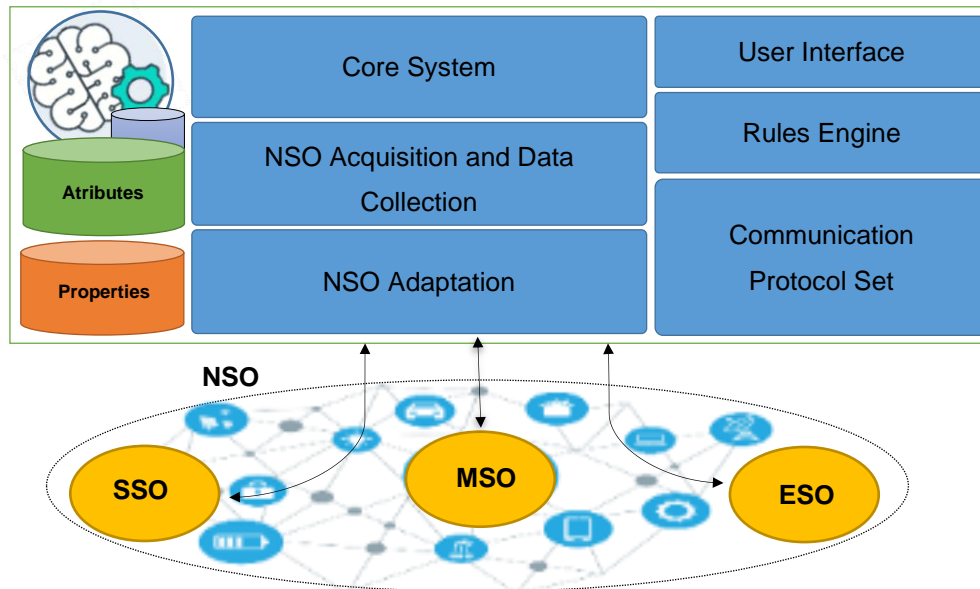 Core System
User Interface
Rules Engine
NSO Acquisition and Data
Collection
Atributes
Communication
Protocol Set
NSO Adaptation
Properties
NSO
SSO
MSO
ESO